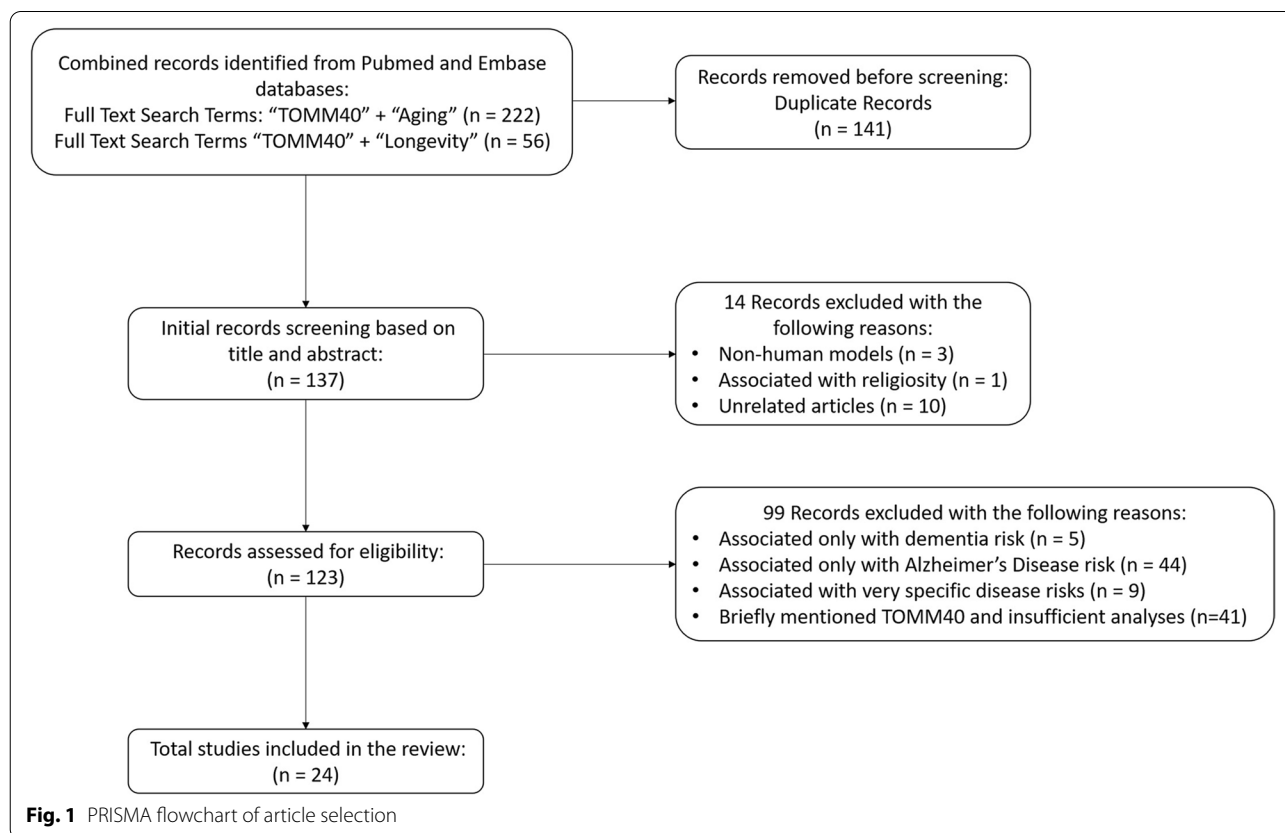 Combined records identified from Pubmed and Embase
databases:
Full Text Search Terms: “TOMM40” + “Aging” (n = 222)
Full Text Search Terms “TOMM40” + “Longevity” (n = 56)
Records removed before screening:
Duplicate Records
(n = 141)
Initial records screening based on
title and abstract:
(n = 137)
14 Records excluded with the
following reasons:
• Non-human models (n = 3)
• Associated with religiosity (n = 1)
• Unrelated articles (n = 10)
Records assessed for eligibility:
(n = 123)
99 Records excluded with the following reasons:
• Associated only with dementia risk (n = 5)
• Associated only with Alzheimer’s Disease risk (n = 44)
• Associated with very specific disease risks (n = 9)
• Briefly mentioned TOMM40 and insufficient analyses (n=41)
Total studies included in the review:
(n = 24)
Fig. 1 PRISMA flowchart of article selection